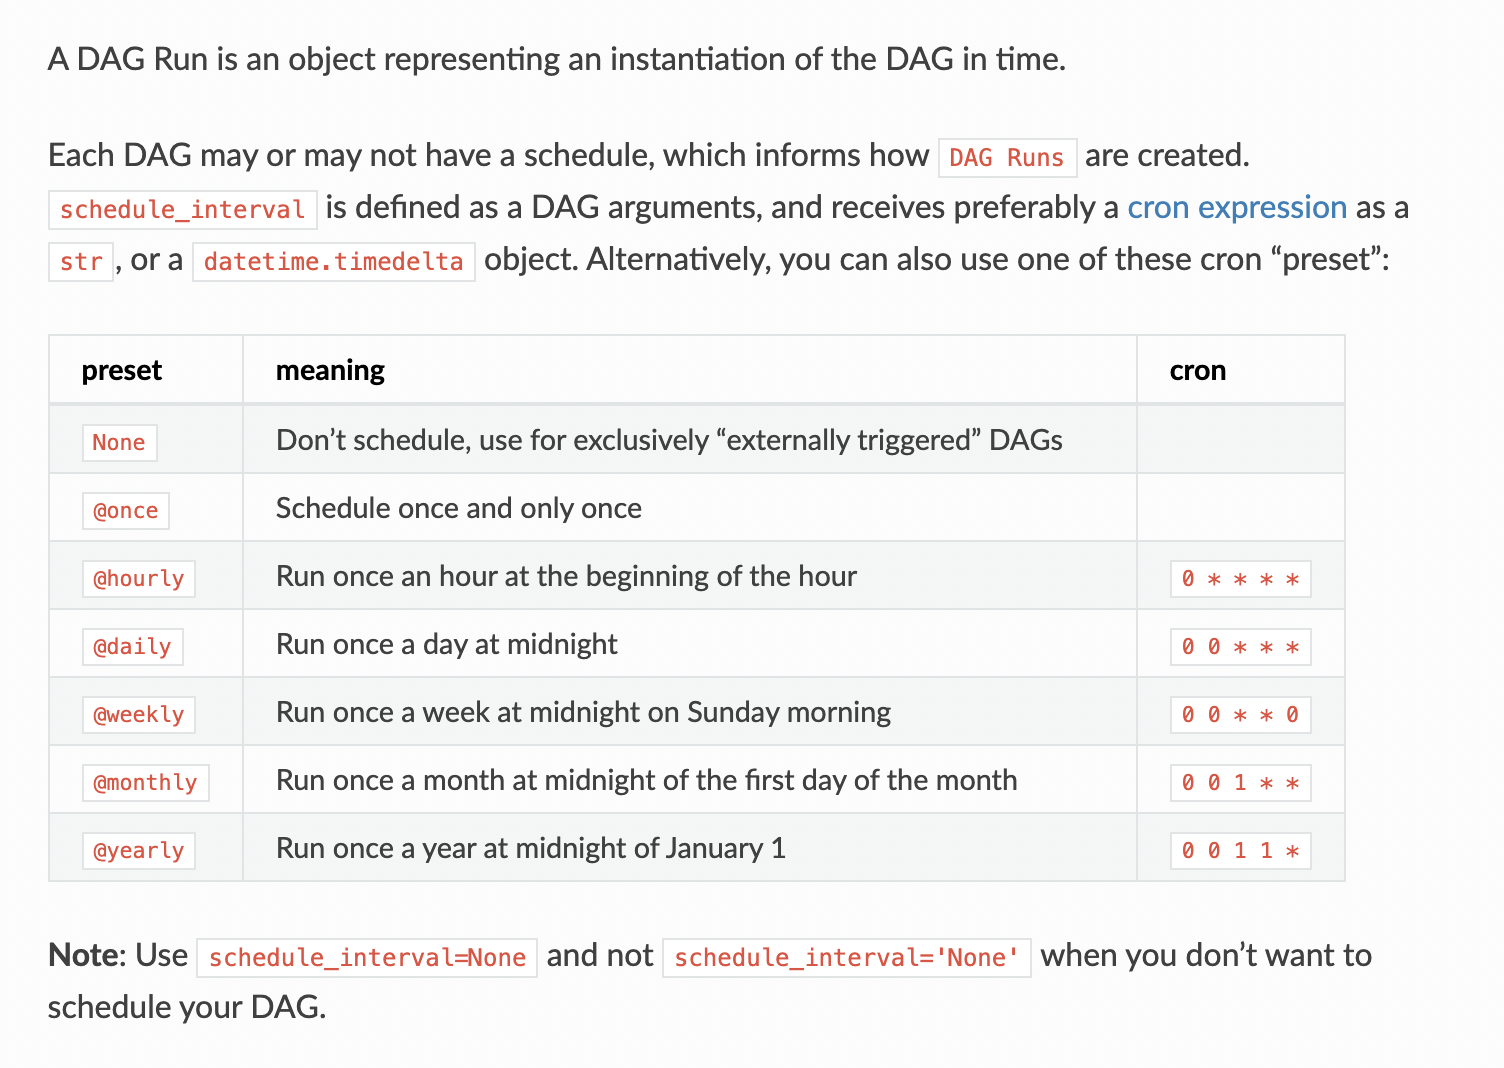 A DAG Run is an object representing an instantiation of the DAG in time.
Each DAG may or may not have a schedule, which informs how DAG Runs are created.
schedule_interval is defined as a DAG arguments, and receives preferably a cron expression as a
str, or a datetime.timedelta object. Alternatively, you can also use one of these cron “preset”:
preset meaning cron
None Don’t schedule, use for exclusively “externally triggered” DAGs
@once Schedule once and only once
@hourly Run once an hour at the beginning of the hour 0 * * * *
@daily Run once a day at midnight 0 0 * * *
@weekly Run once a week at midnight on Sunday morning 0 0 * * 0
@monthly Run once a month at midnight of the first day of the month 0 0 1 * *
@yearly Run once a year at midnight of January 1 0 0 1 1 *
Note: Use schedule_interval=None and not schedule_interval='None' when you don’t want to
schedule your DAG.